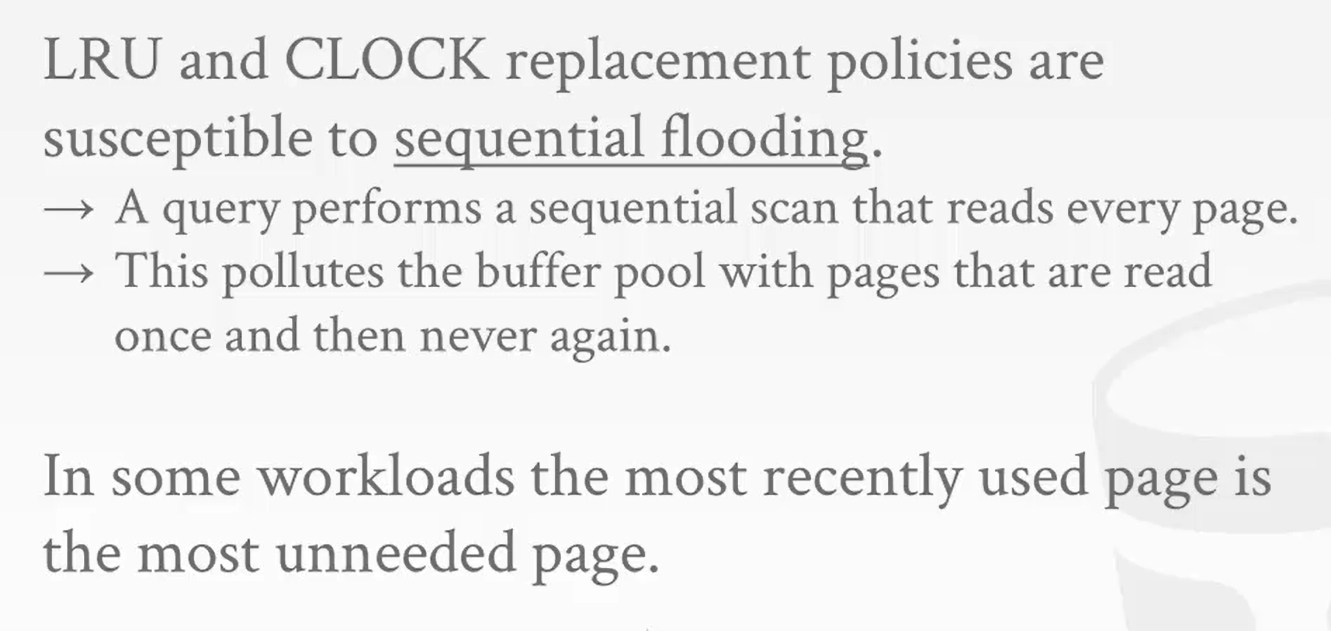 LRU and CLOCK replacement policies are
susceptible to sequential flooding.
→ A query performs a sequential scan that reads every page.
→ This pollutes the buffer pool with pages that are read
once and then never again.
In some workloads the most recently used page is
the most unneeded page.